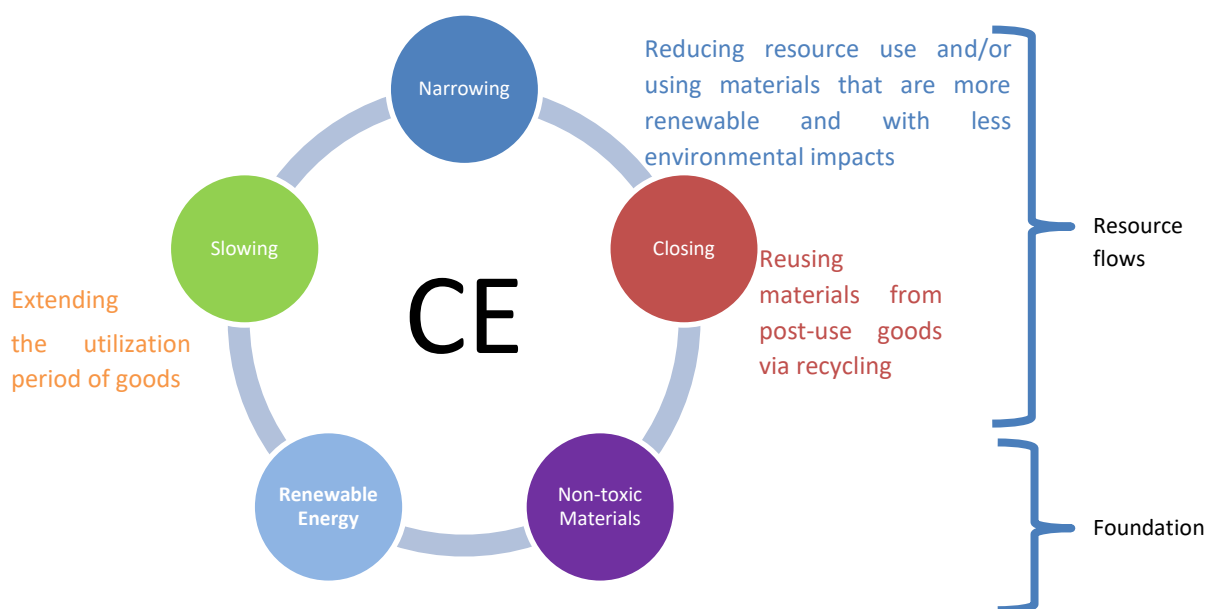 Narrowing
Reducing resource use and/or
using materials that are more
renewable and with less
environmental impacts
Slowing
Closing
Resource
flows
CE
Reusing
materials from
post-use goods
via recycling
Extending
the utilization
period of goods
Renewable
Energy
Non-toxic
Materials
Foundation